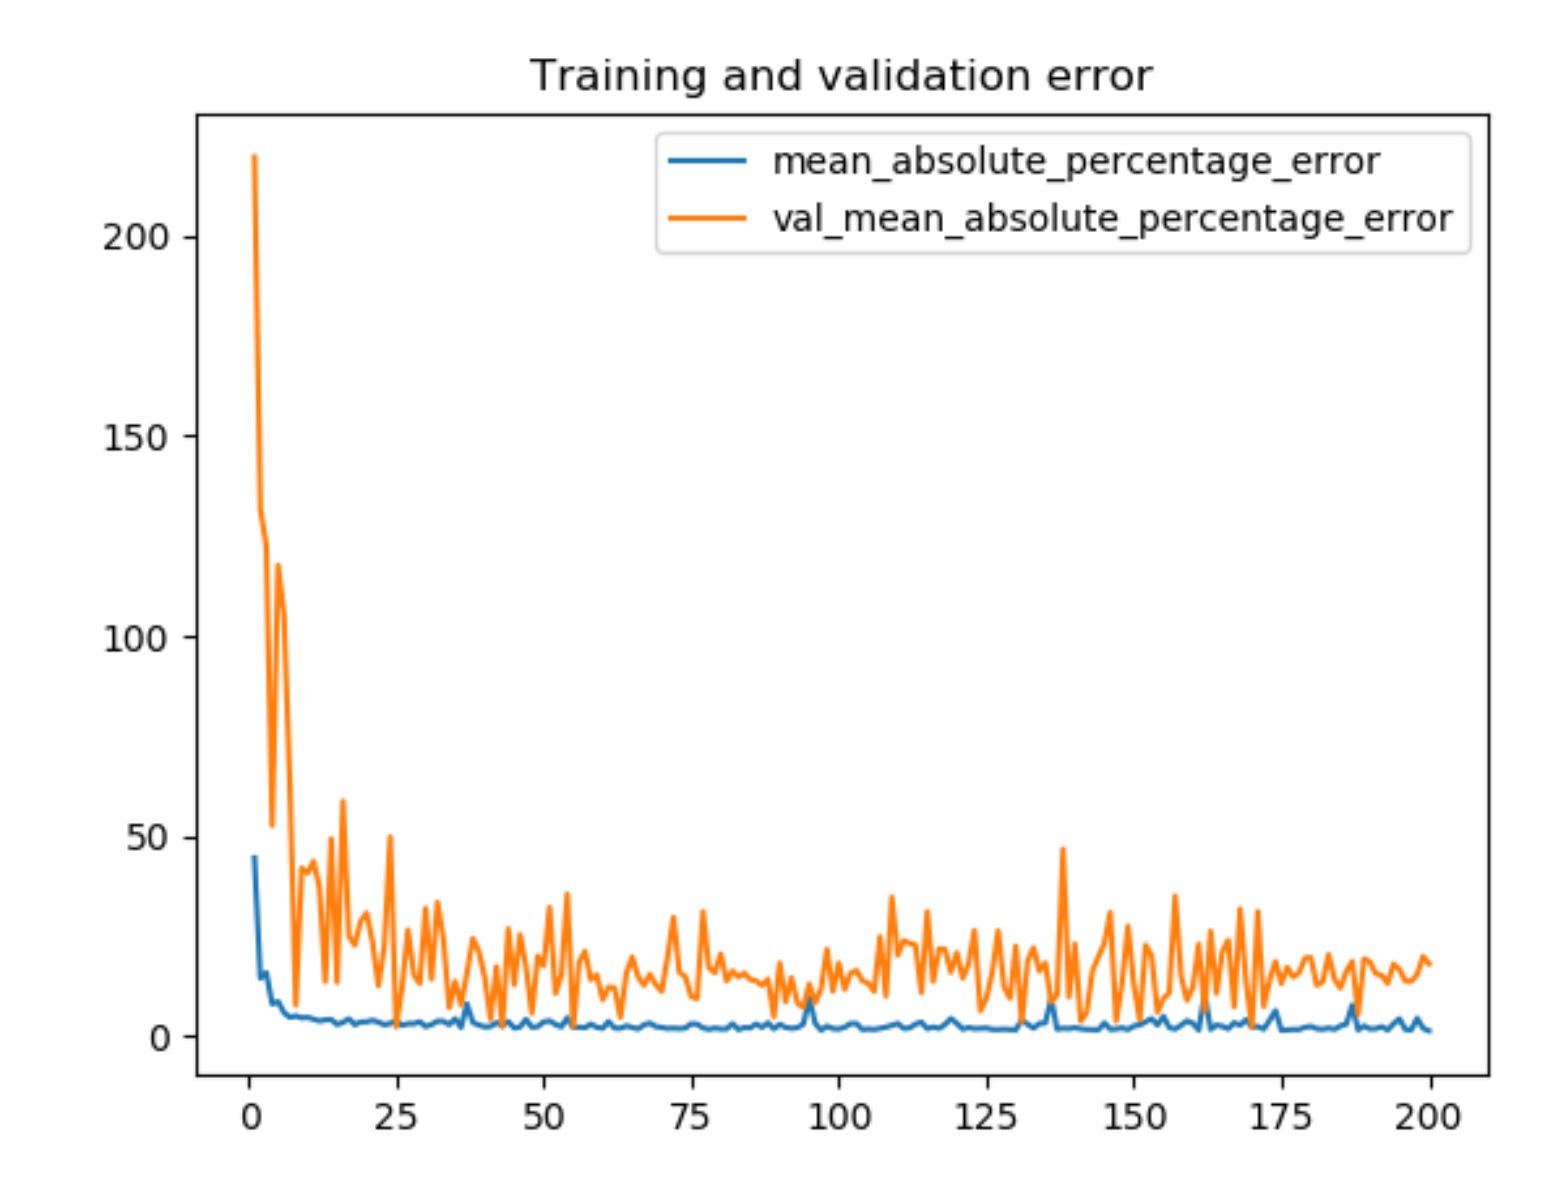 Training and validation error
mean_absolute_percentage_error
val_mean_absolute_percentage_error
200
150
100
50
0
0 25 50 75 100 125 150 175 200